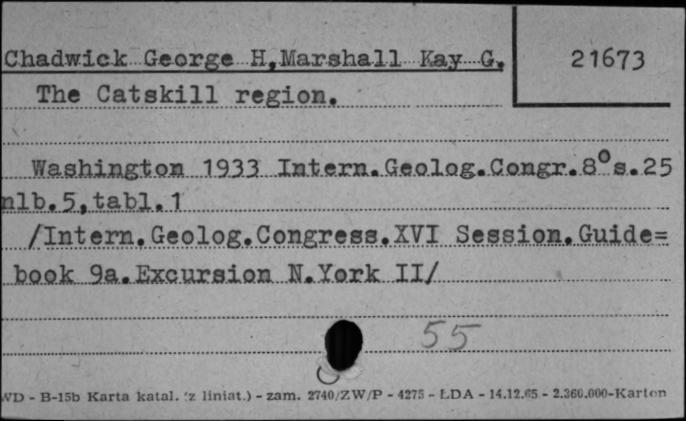 Chadwick George H,Marshall Kay G.
21673
The Catskill region.
Washington 1933 Intern.Geolog.Congr.8°s.25
nlb.5,tabl.1
/Intern.Geolog.Congress.XVI Session.Guide=
book 9a.Excursion N.York II/
55
WD - B-15b Karta katal. (z liniat.) - zam. 2740/ZW/P - 4275 - ŁDA - 14.12.65 - 2.360.000-Karton